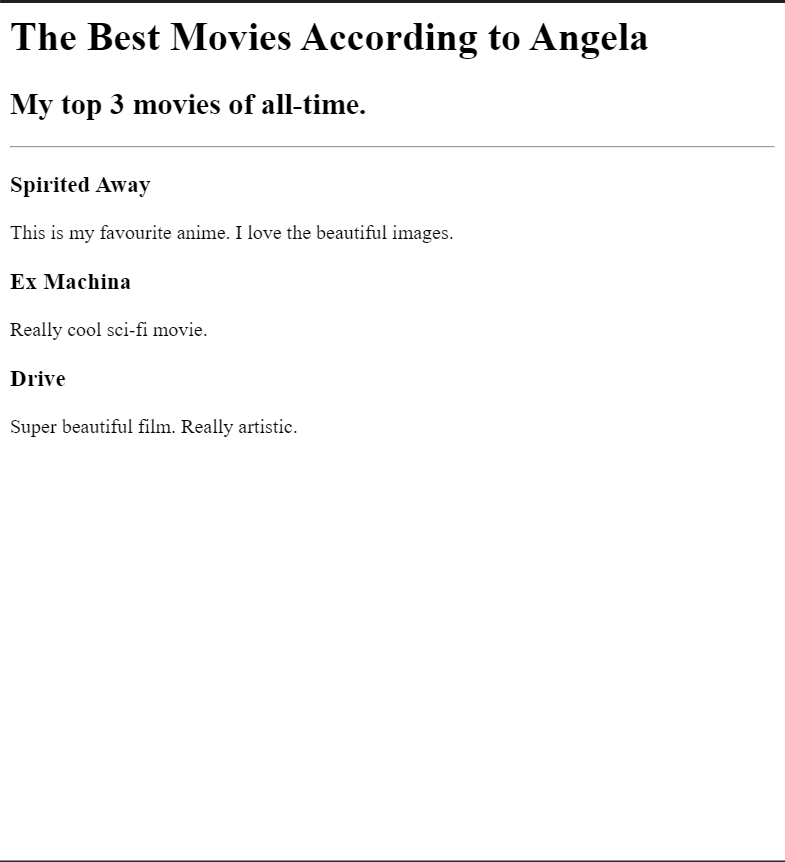 The Best Movies According to Angela
My top 3 movies of all-time.
Spirited Away
This is my favourite anime. I love the beautiful images.
Ex Machina
Really cool sci-fi movie.
Drive
Super beautiful film. Really artistic.